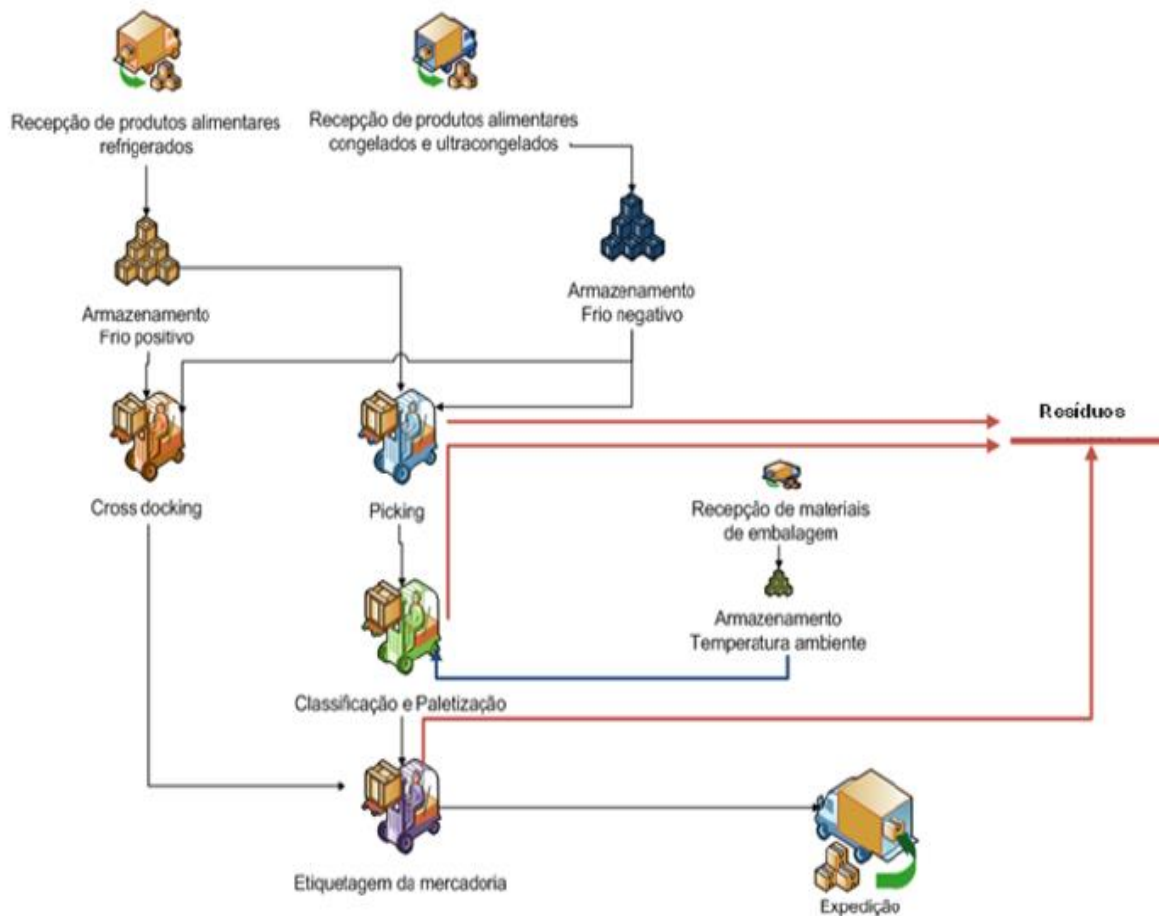 Recepção de produtos alimentares
refrigerados
Recepção de produtos alimentares
congelados e ultracongelados
Armazenamento
Frio positivo
Armazenamento
Frio negativo
Resíduos
Cross docking
Picking
Recepção de materiais
de embalagem
Armazenamento
Temperatura ambiente
Classificação e Paletização
Etiquetagem da mercadoria
Expedição